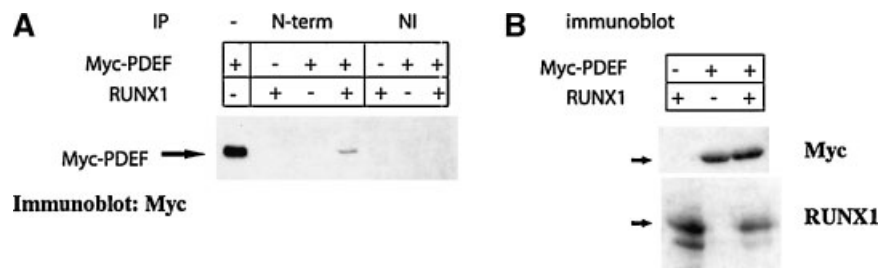 A
IP - N-term NI
Myc-PDEF + - + + - + +
RUNX1 - + - + + - +
Myc-PDEF
Immunoblot: Myc
B
immunoblot
Myc-PDEF - + +
RUNX1 + - +
Myc
RUNX1